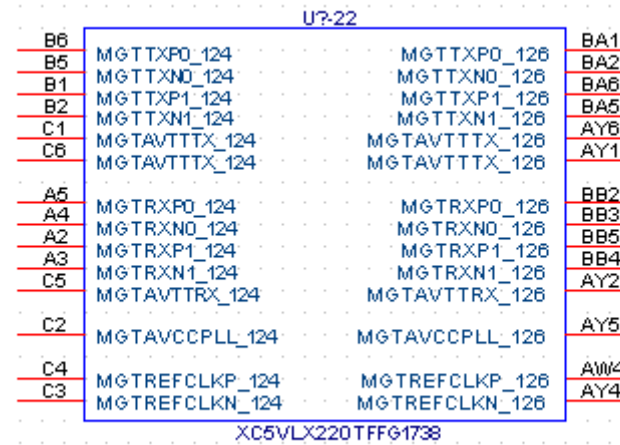 U?-22
B6 MGTTXP0_124 MGTTXP0_126 BA1
B5 MGTTXN0_124 MGTTXN0_126 BA2
B1 MGTTXP1_124 MGTTXP1_126 BA6
B2 MGTTXN1_124 MGTTXN1_126 BA5
C1 MGTAVTTTX_124 MGTAVTTTX_126 AY6
C6 MGTAVTTTX_124 MGTAVTTTX_126 AY1
A5 MGTRXP0_124 MGTRXP0_126 BB2
A4 MGTRXN0_124 MGTRXN0_126 BB3
A2 MGTRXP1_124 MGTRXP1_126 BB5
A3 MGTRXN1_124 MGTRXN1_126 BB4
C5 MGTAVTTRX_124 MGTAVTTRX_126 AY2
C2 MGTAVCCPLL_124 MGTAVCCPLL_126 AY5
C4 MGTREFCLKP_124 MGTREFCLKP_126 AW4
C3 MGTREFCLKN_124 MGTREFCLKN_126 AY4
XC5VLX220TFFG1738